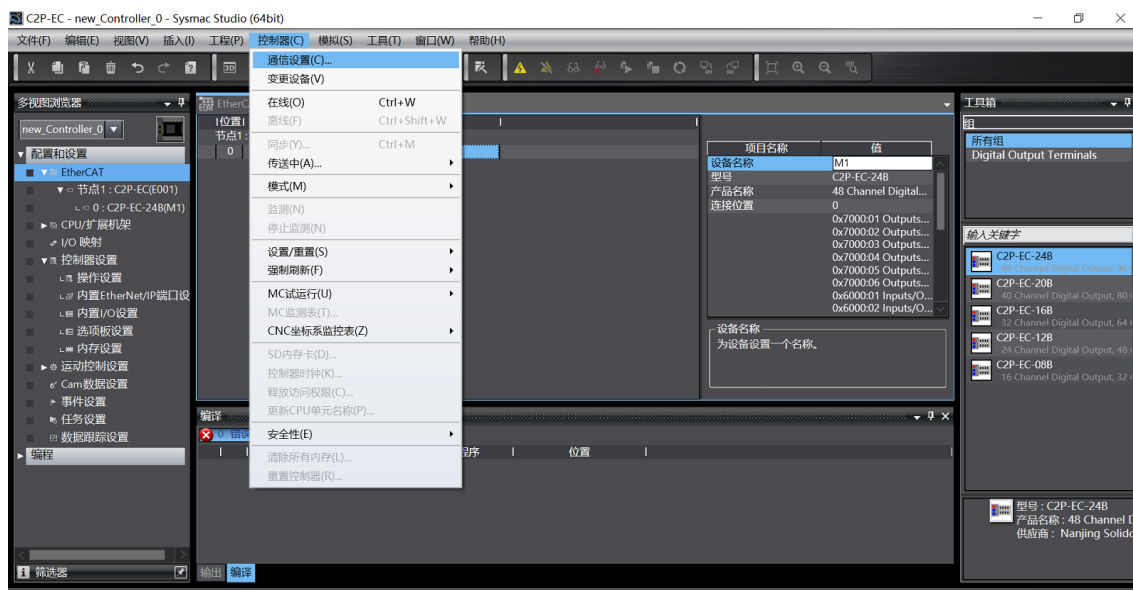 C2P-EC - new_Controller_0 - Sysmac Studio (64bit)
文件(F) 编辑(E) 视图(V) 插入(I) 工程(P) 控制器(C) 模拟(S) 工具(T) 窗口(W) 帮助(H)
通信设置(C)...
变更设备(V)
在线(O) Ctrl+W
离线(F) Ctrl+Shift+W
同步(Y)... Ctrl+M
传送中(A)...
模式(M)
监测(N)
停止监测(N)
设置/重置(S)
强制刷新(F)
MC试运行(U)
MC监测表(T)...
CNC坐标系监控表(Z)
SD内存卡(D)...
控制器时钟(K)...
释放访问权限(C)...
更新CPU单元名称(P)...
安全性(E)
清除所有内存(L)...
重置控制器(R)...
多视图浏览器
new_Controller_0
配置和设置
EtherCAT
节点1 : C2P-EC(E001)
0 : C2P-EC-24B(M1)
CPU/扩展机架
I/O 映射
控制器设置
操作设置
内置EtherNet/IP端口设
内置I/O设置
选项板设置
内存设置
运动控制设置
Cam数据设置
事件设置
任务设置
数据跟踪设置
编程
筛选器
EtherC
位置
节点1 :
0
项目名称 值
设备名称 M1
型号 C2P-EC-24B
产品名称 48 Channel Digital...
连接位置 0
0x7000:01 Outputs...
0x7000:02 Outputs...
0x7000:03 Outputs...
0x7000:04 Outputs...
0x7000:05 Outputs...
0x7000:06 Outputs...
0x6000:01 Inputs/O...
0x6000:02 Inputs/O...
设备名称
为设备设置一个名称。
编译
0 错误
程序 位置
输出 编译
工具箱
组
所有组
Digital Output Terminals
输入关键字
C2P-EC-24B
48 Channel Digital Output, 96
C2P-EC-20B
40 Channel Digital Output, 80
C2P-EC-16B
32 Channel Digital Output, 64
C2P-EC-12B
24 Channel Digital Output, 48
C2P-EC-08B
16 Channel Digital Output, 32
型号 : C2P-EC-24B
产品名称 : 48 Channel D
供应商 : Nanjing Solido